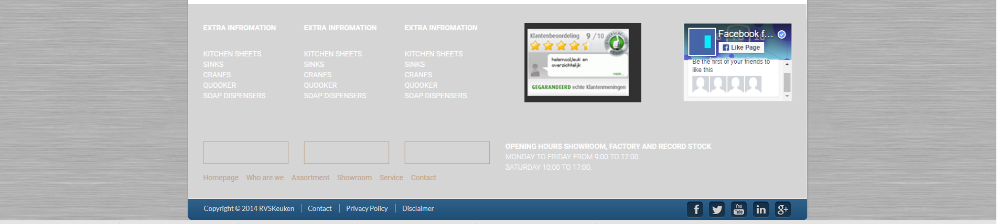 EXTRA INFROMATION
KITCHEN SHEETS
SINKS
CRANES
QUOOKER
SOAP DISPENSERS
EXTRA INFROMATION
KITCHEN SHEETS
SINKS
CRANES
QUOOKER
SOAP DISPENSERS
EXTRA INFROMATION
KITCHEN SHEETS
SINKS
CRANES
QUOOKER
SOAP DISPENSERS
Klantenbeoordeling 9 /10
helemaal,leuk en
overzichtelijk
MEER...
GEGARANDEERD echte Klantenmeningen
Facebook f...
Like Page
Be the first of your friends to
like this
OPENING HOURS SHOWROOM, FACTORY AND RECORD STOCK
MONDAY TO FRIDAY FROM 9:00 TO 17:00.
SATURDAY 10:00 TO 17:00.
Homepage Who are we Assortment Showroom Service Contact
Copyright © 2014 RVSKeuken | Contact | Privacy Policy | Disclaimer
f You Tube in g+